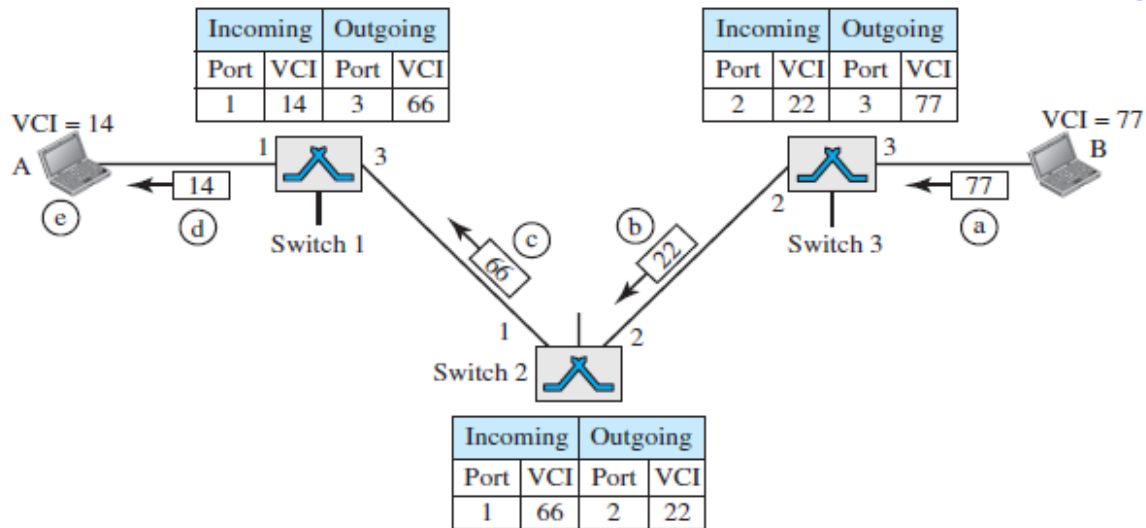 Incoming Outgoing
Port VCI Port VCI
1 14 3 66
Incoming Outgoing
Port VCI Port VCI
2 22 3 77
VCI = 14
A
e
14
d
1
3
Switch 1
66
c
b
22
VCI = 77
B
3
77
a
2
Switch 3
1
2
Switch 2
Incoming Outgoing
Port VCI Port VCI
1 66 2 22